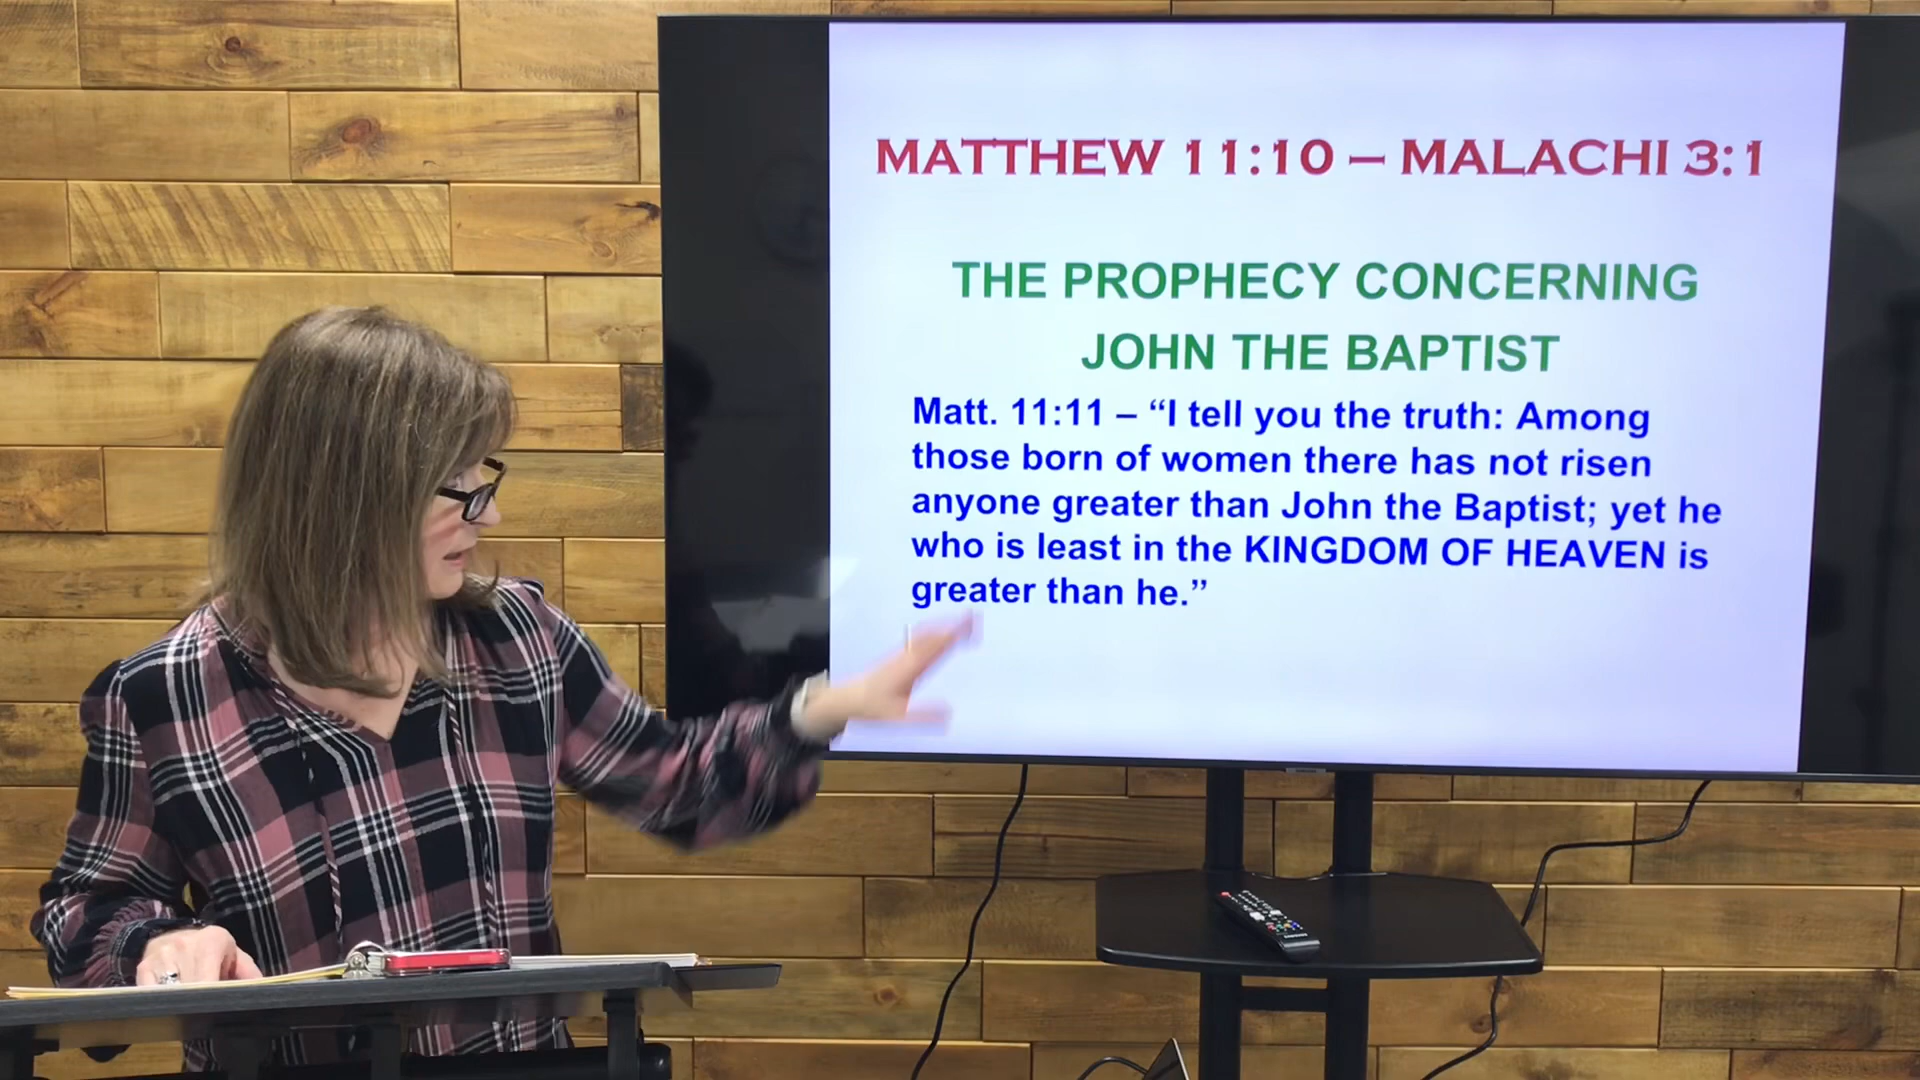 MATTHEW 11:10 – MALACHI 3:1
THE PROPHECY CONCERNING
JOHN THE BAPTIST
Matt. 11:11 – “I tell you the truth: Among
those born of women there has not risen
anyone greater than John the Baptist; yet he
who is least in the KINGDOM OF HEAVEN is
greater than he.”